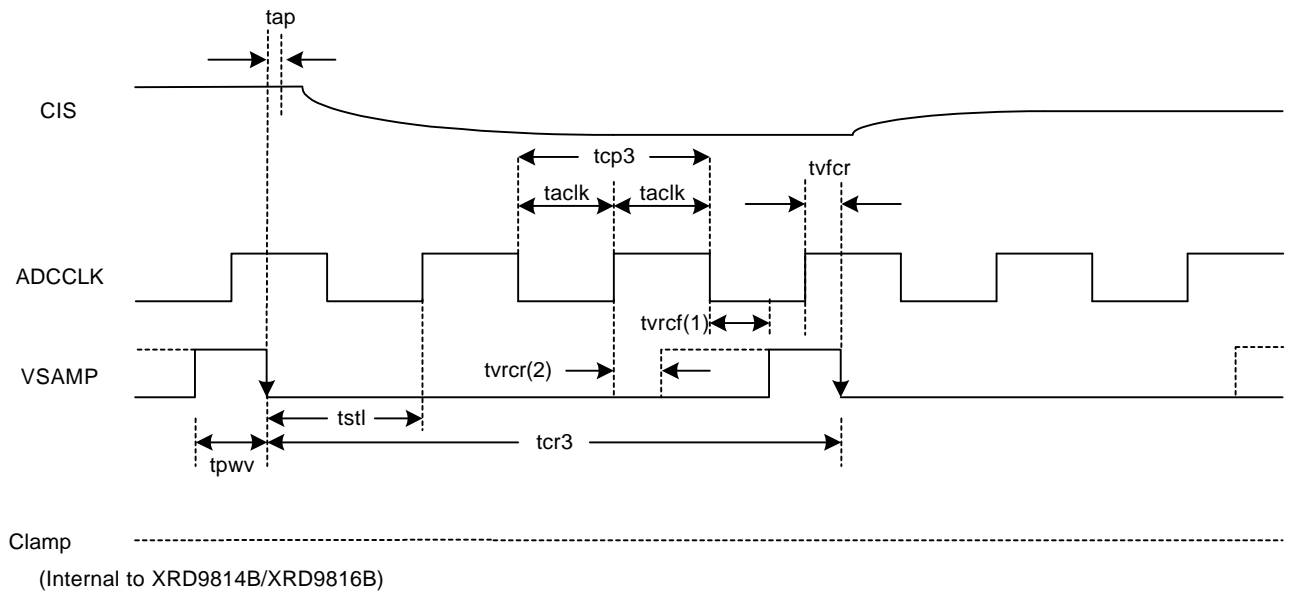 tap
CIS
tcp3
tvfcr
taclk
taclk
ADCCLK
tvrcf(1)
VSAMP
tvrcr(2)
tstl
tcr3
tpwv
Clamp
(Internal to XRD9814B/XRD9816B)